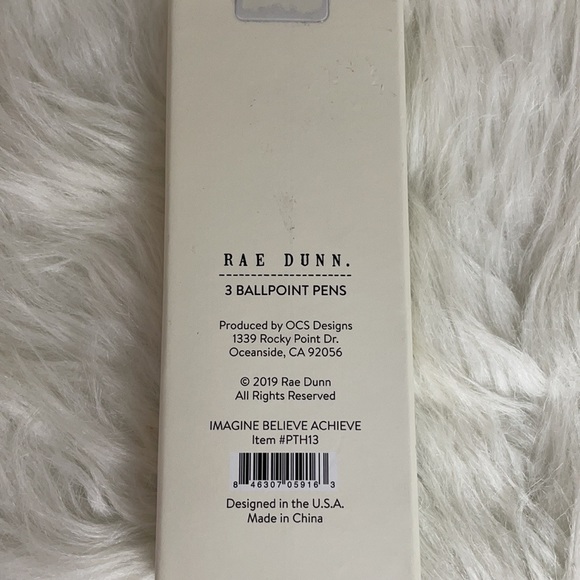 RAE DUNN.
3 BALLPOINT PENS
Produced by OCS Designs
1339 Rocky Point Dr.
Oceanside, CA 92056
© 2019 Rae Dunn
All Rights Reserved
IMAGINE BELIEVE ACHIEVE
Item #PTH13
8 46307 05916 3
Designed in the U.S.A.
Made in China